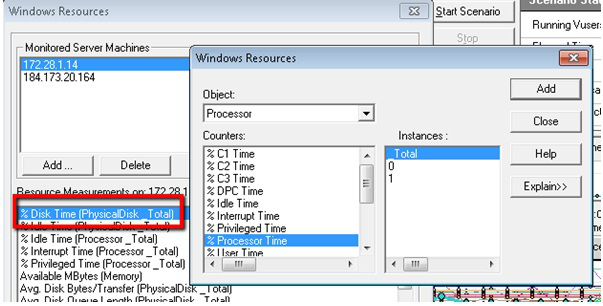 Windows Resources
Monitored Server Machines
172.28.1.14
184.173.20.164
Add ...
Delete
Resource Measurements on: 172.28.1
% Disk Time (PhysicalDisk _Total)
% Idle Time (PhysicalDisk _Total)
% Idle Time (Processor _Total)
% Interrupt Time (Processor _Total)
% Privileged Time (Processor _Total)
Available MBytes (Memory)
Avg. Disk Bytes/Transfer (PhysicalDisk _Total)
Avg. Disk Queue Length (PhysicalDisk _Total)
Windows Resources
Object:
Processor
Counters:
% C1 Time
% C2 Time
% C3 Time
% DPC Time
% Idle Time
% Interrupt Time
% Privileged Time
% Processor Time
% User Time
Instances :
_Total
0
1
Add
Close
Help
Explain>>
Start Scenario
Stop
Scenario Sta
Running Vusers